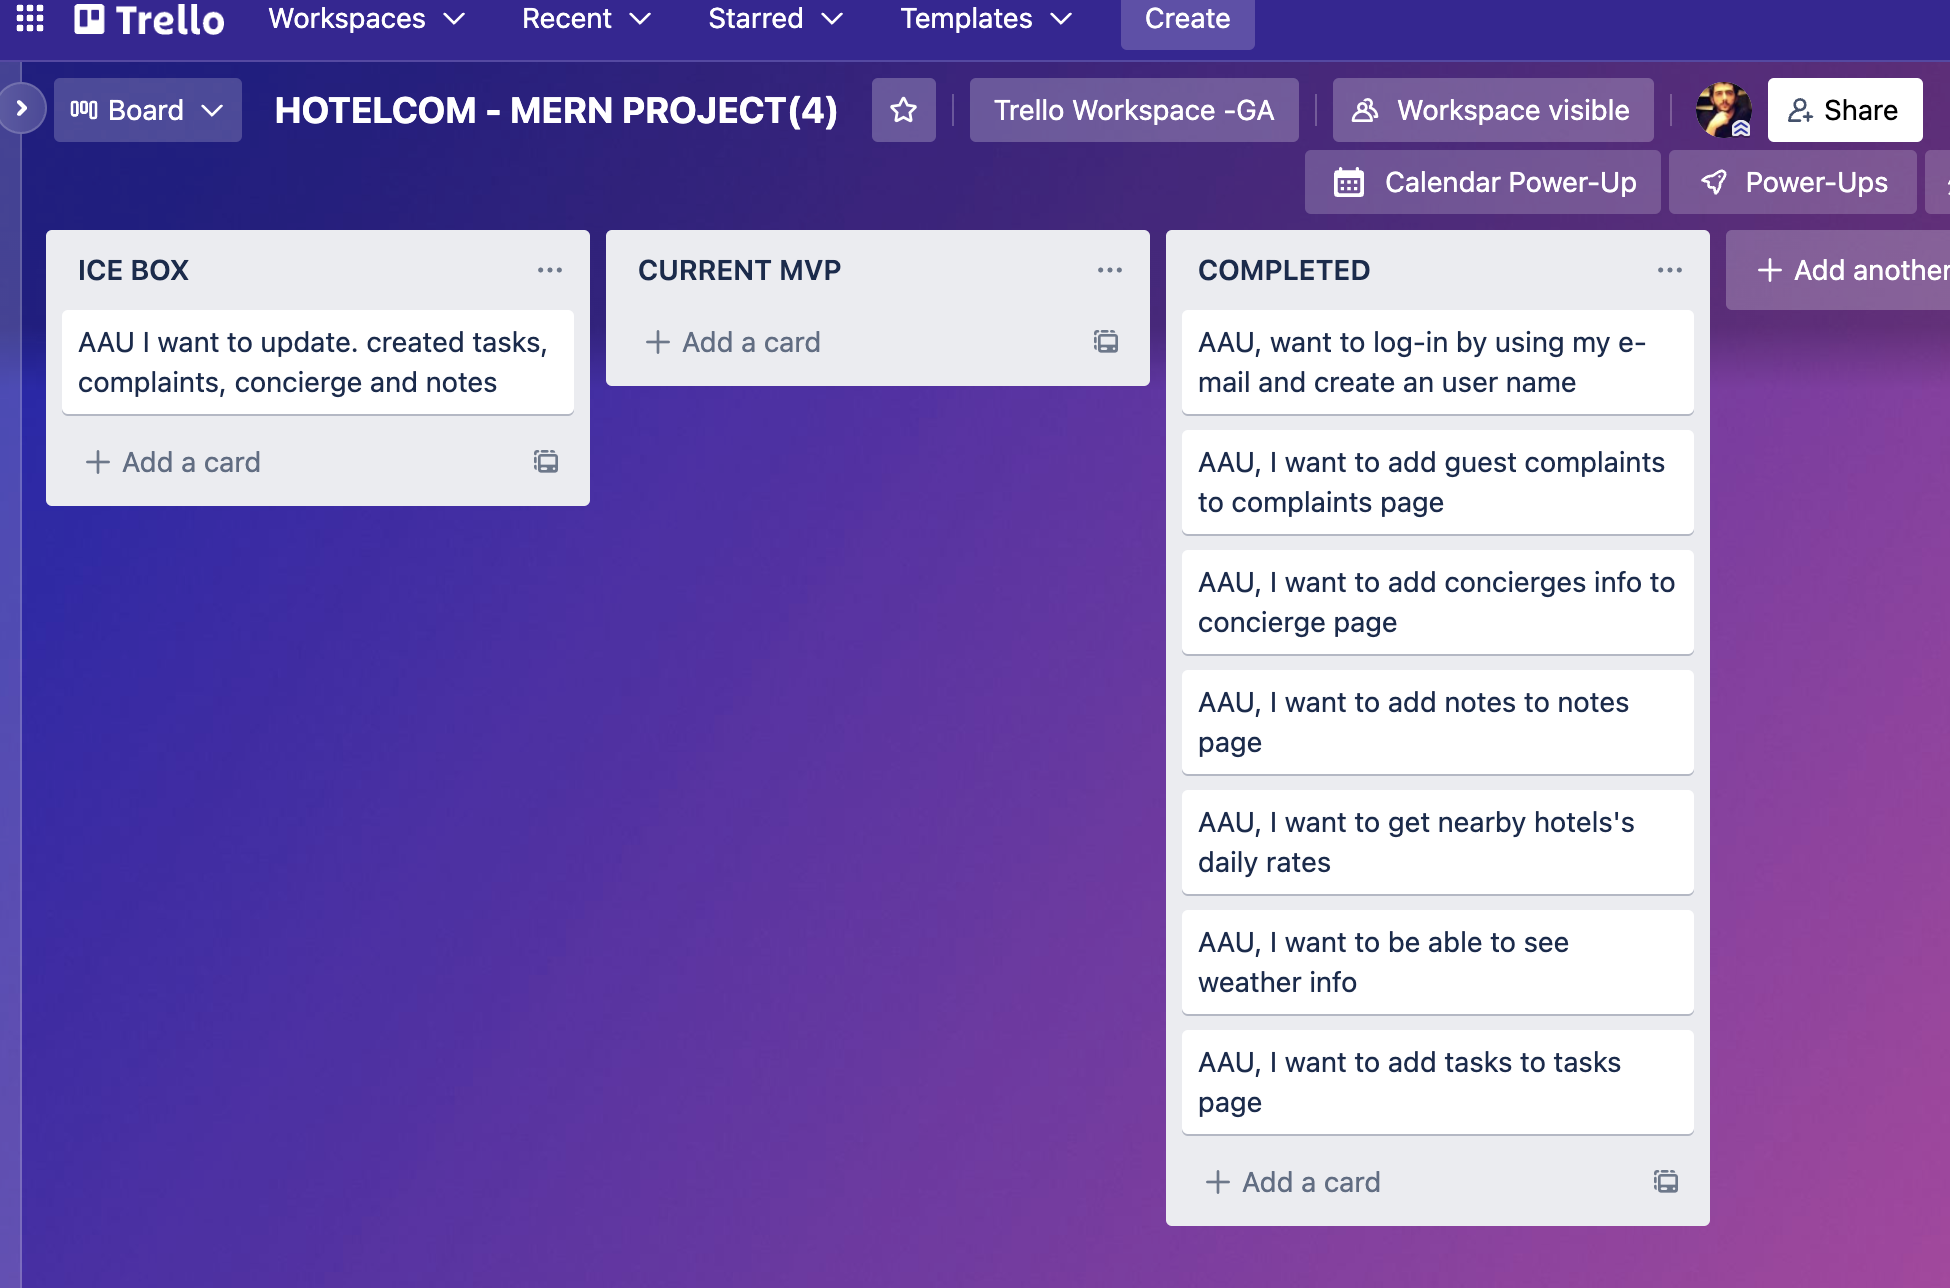 Trello Workspaces Recent Starred Templates Create
Board HOTELCOM - MERN PROJECT(4) Trello Workspace -GA Workspace visible Share
Calendar Power-Up Power-Ups
ICE BOX
AAU I want to update. created tasks,
complaints, concierge and notes
Add a card
CURRENT MVP
Add a card
COMPLETED
AAU, want to log-in by using my e-
mail and create an user name
AAU, I want to add guest complaints
to complaints page
AAU, I want to add concierges info to
concierge page
AAU, I want to add notes to notes
page
AAU, I want to get nearby hotels's
daily rates
AAU, I want to be able to see
weather info
AAU, I want to add tasks to tasks
page
Add a card
Add another